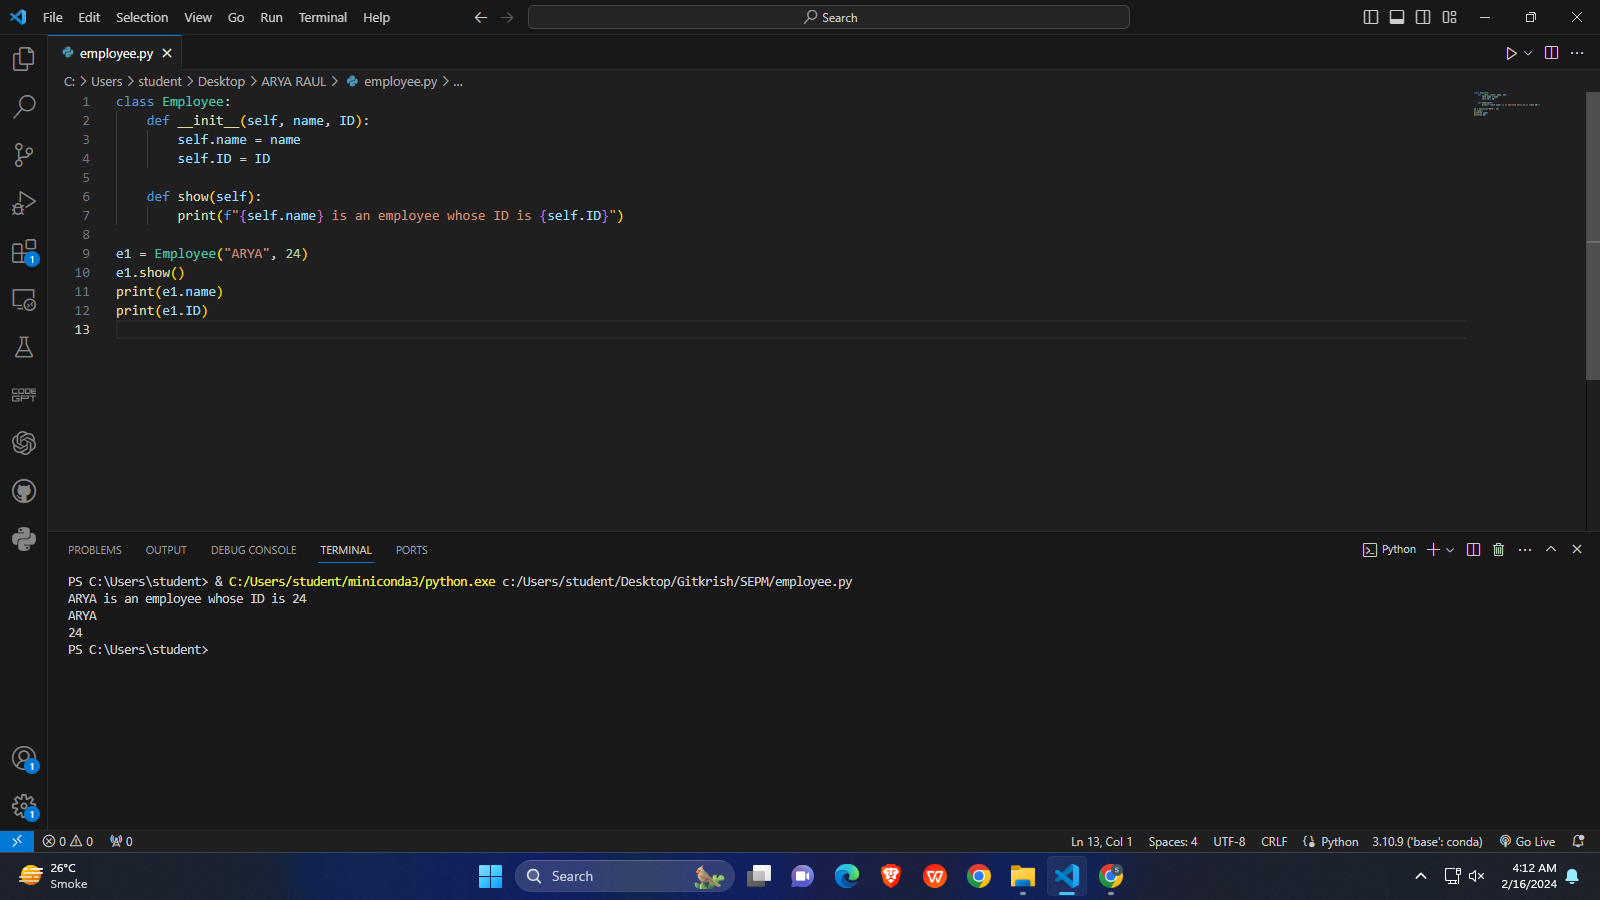 File Edit Selection View Go Run Terminal Help
Search
employee.py
C: > Users > student > Desktop > ARYA RAUL > employee.py > ...
1 class Employee:
2     def __init__(self, name, ID):
3         self.name = name
4         self.ID = ID
5
6     def show(self):
7         print(f"{self.name} is an employee whose ID is {self.ID}")
8
9 e1 = Employee("ARYA", 24)
10 e1.show()
11 print(e1.name)
12 print(e1.ID)
13
1
CODE
GPT
PROBLEMS OUTPUT DEBUG CONSOLE TERMINAL PORTS
Python
PS C:\Users\student> & C:/Users/student/miniconda3/python.exe c:/Users/student/Desktop/Gitkrish/SEPM/employee.py
ARYA is an employee whose ID is 24
ARYA
24
PS C:\Users\student>
1
1
0 0 0
Ln 13, Col 1 Spaces: 4 UTF-8 CRLF Python 3.10.9 ('base': conda) Go Live
26°C
Smoke
Search
W
S
4:12 AM
2/16/2024